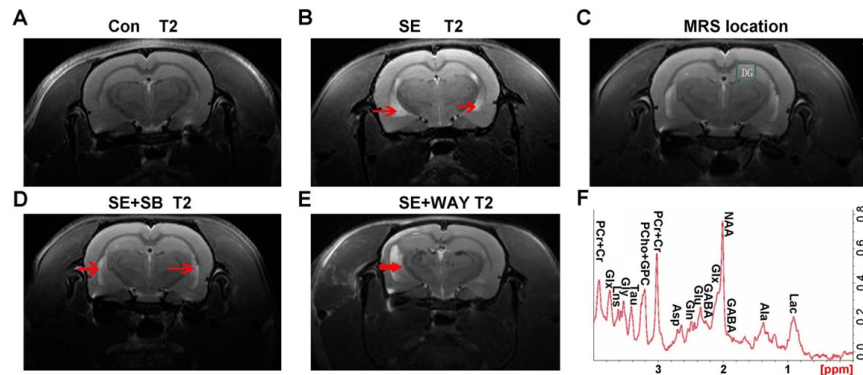 A Con T2
B SE T2
C MRS location
DG
D SE+SB T2
E SE+WAY T2
F
PCr+Cr
Glx
Ins
Gly
Tau
PCho+GPC
PCr+Cr
Asp
Gln
Glu
GABA
Glx
NAA
GABA
Ala
Lac
0.8
0.6
0.4
0.2
0.0
3 2 1 [ppm]